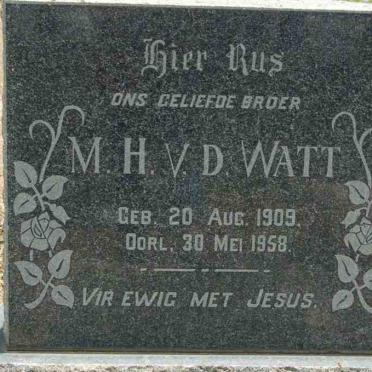 Hier Rus
ONS GELIEFDE BROER
M. H. V. D. WATT
GEB. 20 AUG. 1909.
OORL. 30 MEI 1958.
VIR EWIG MET JESUS.